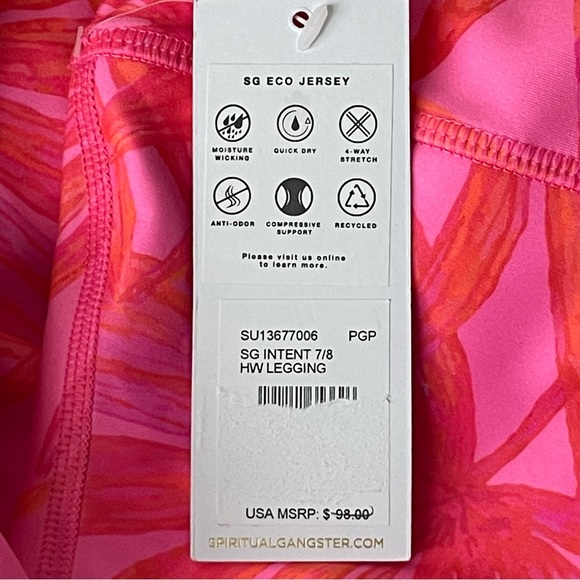 SG ECO JERSEY
MOISTURE
WICKING
QUICK DRY
4-WAY
STRETCH
ANTI-ODOR
COMPRESSIVE
SUPPORT
RECYCLED
Please visit us online
to learn more.
SU13677006 PGP
SG INTENT 7/8
HW LEGGING
USA MSRP: $ 98.00
SPIRITUALGANGSTER.COM